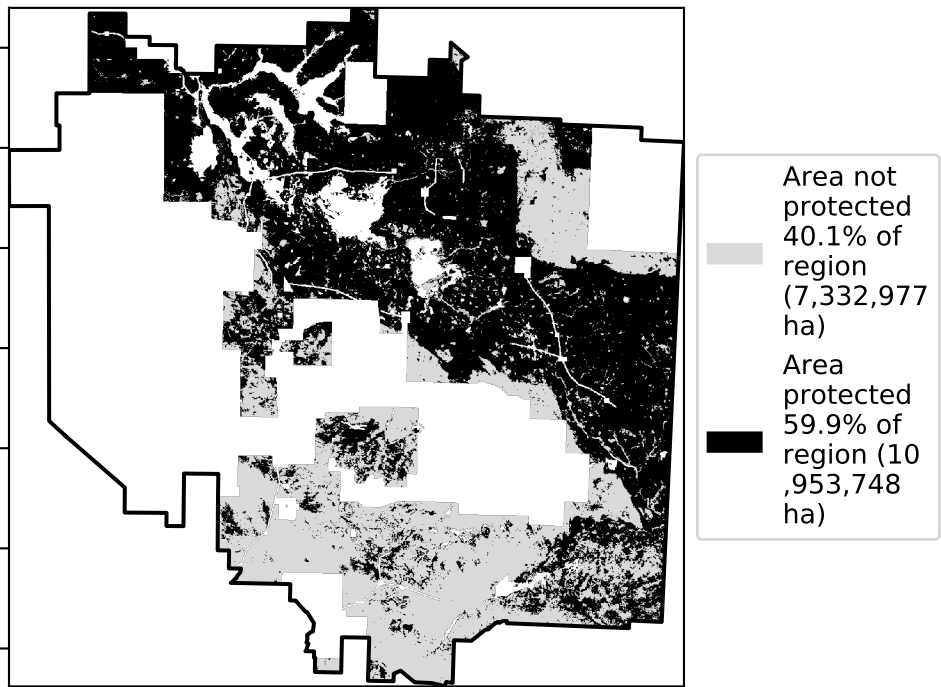 Area not
protected
40.1% of
region
(7,332,977
ha)
Area
protected
59.9% of
region (10
,953,748
ha)